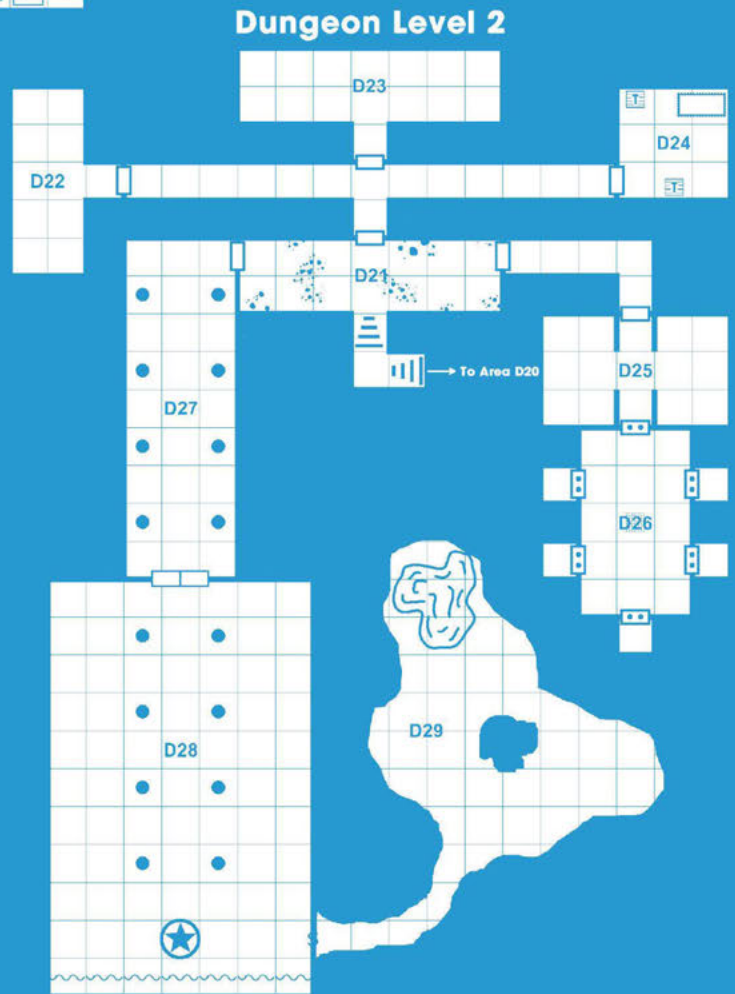 Dungeon Level 2
D23
T
D24
D22
T
D21
To Area D20
D25
D27
D26
D29
D28
S